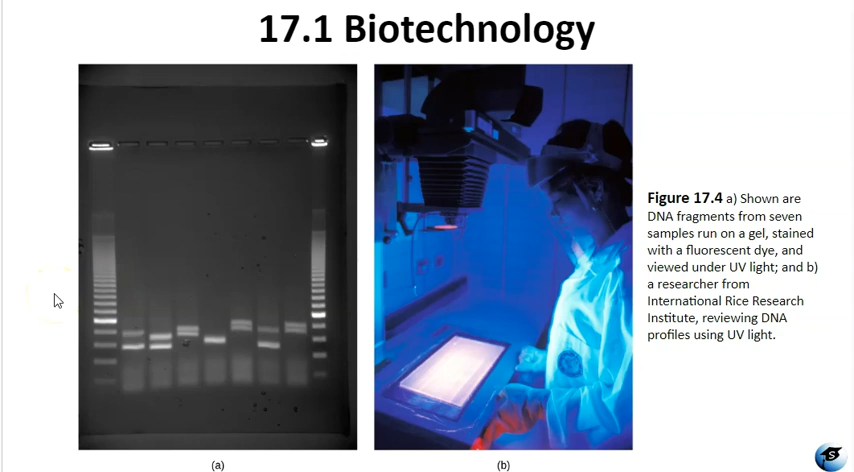 17.1 Biotechnology
Figure 17.4 a) Shown are
DNA fragments from seven
samples run on a gel, stained
with a fluorescent dye, and
viewed under UV light; and b)
a researcher from
International Rice Research
Institute, reviewing DNA
profiles using UV light.
(a)
(b)
S